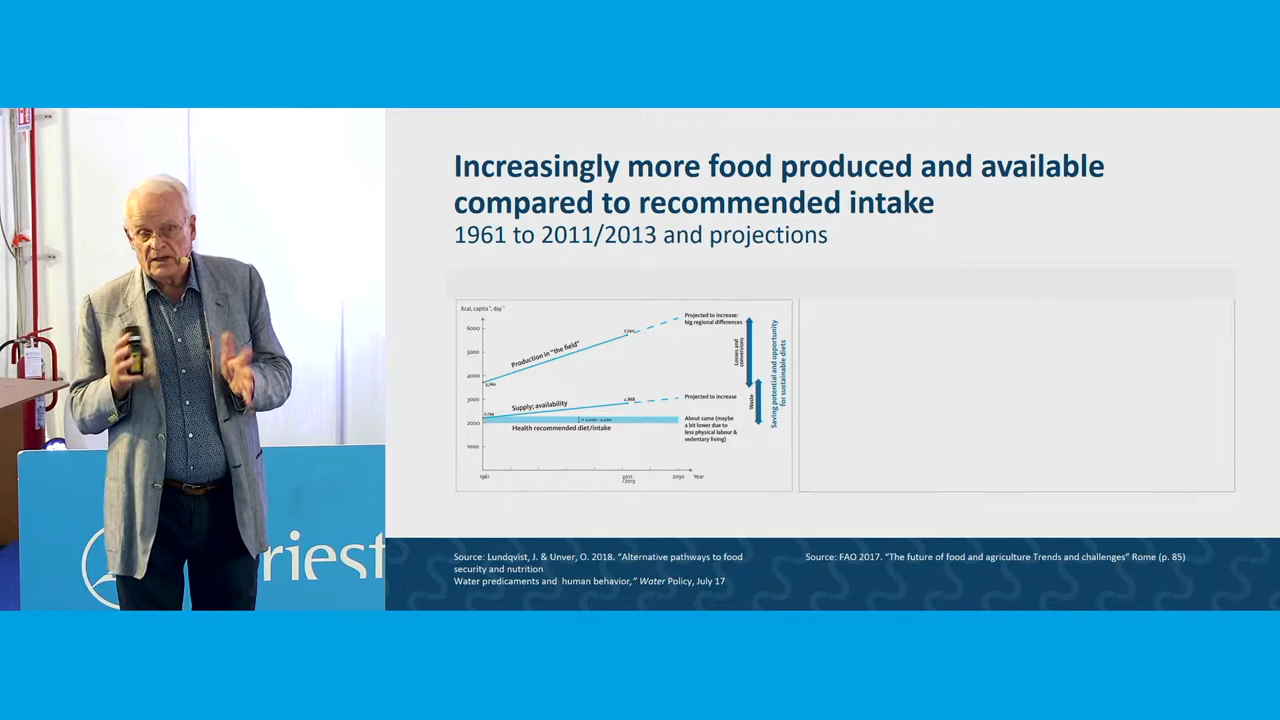 Increasingly more food produced and available
compared to recommended intake
1961 to 2011/2013 and projections
Kcal, capita⁻¹, day⁻¹
6000
5000
4000
3000
2000
1000
Production in "the field"
Supply; availability
2,868
Health recommended diet/intake
Projected to increase:
big regional differences
Projected to increase
About same (maybe
a bit lower due to
less physical labour &
sedentary living)
Losses and
conversions
Waste
Saving potential and opportunity
for sustainable diets
1961
2011
/2013
2050
Year
Source: Lundqvist, J. & Unver, O. 2018. “Alternative pathways to food
security and nutrition
Water predicaments and human behavior,” Water Policy, July 17
Source: FAO 2017. “The future of food and agriculture Trends and challenges” Rome (p. 85)
riest